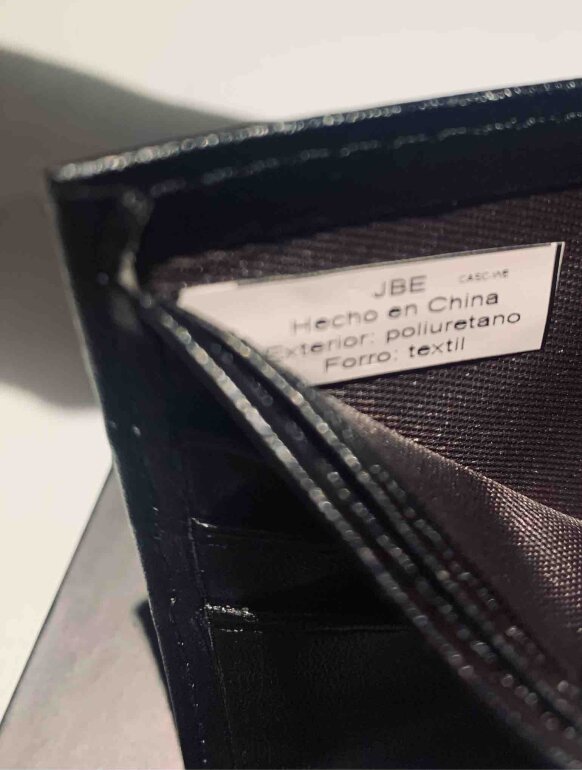 JBE
Hecho en China
Exterior: poliuretano
Forro: textil